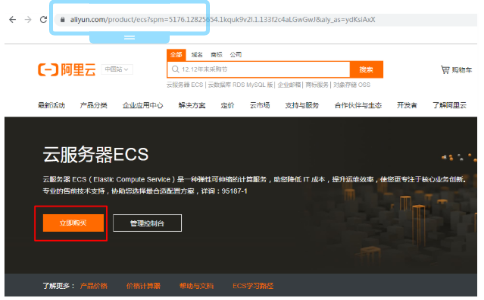 aliyun.com/product/ecs?spm=5176.12825654.1kquk9v2l.1.133f2c4aLGwGwJ&aly_as=ydKsiAxX
全部 域名 商标 公司
阿里云 中国站 12.12年末采购节 搜索 购物车
云服务器 ECS | 云数据库 RDS MySQL 版 | 企业邮箱 | 商标服务 | 对象存储 OSS
最新活动 产品分类 企业应用中心 解决方案 定价 云市场 支持与服务 合作伙伴与生态 开发者 了解阿里云
云服务器ECS
云服务器 ECS（Elastic Compute Service）是一种弹性可伸缩的计算服务，助您降低 IT 成本，提升运维效率，使您更专注于核心业务创新。
专业的售前技术支持，协助您选择最合适配置方案，详询：95187-1
立即购买 管理控制台
了解更多： 产品价格 价格计算器 帮助与文档 ECS学习路径